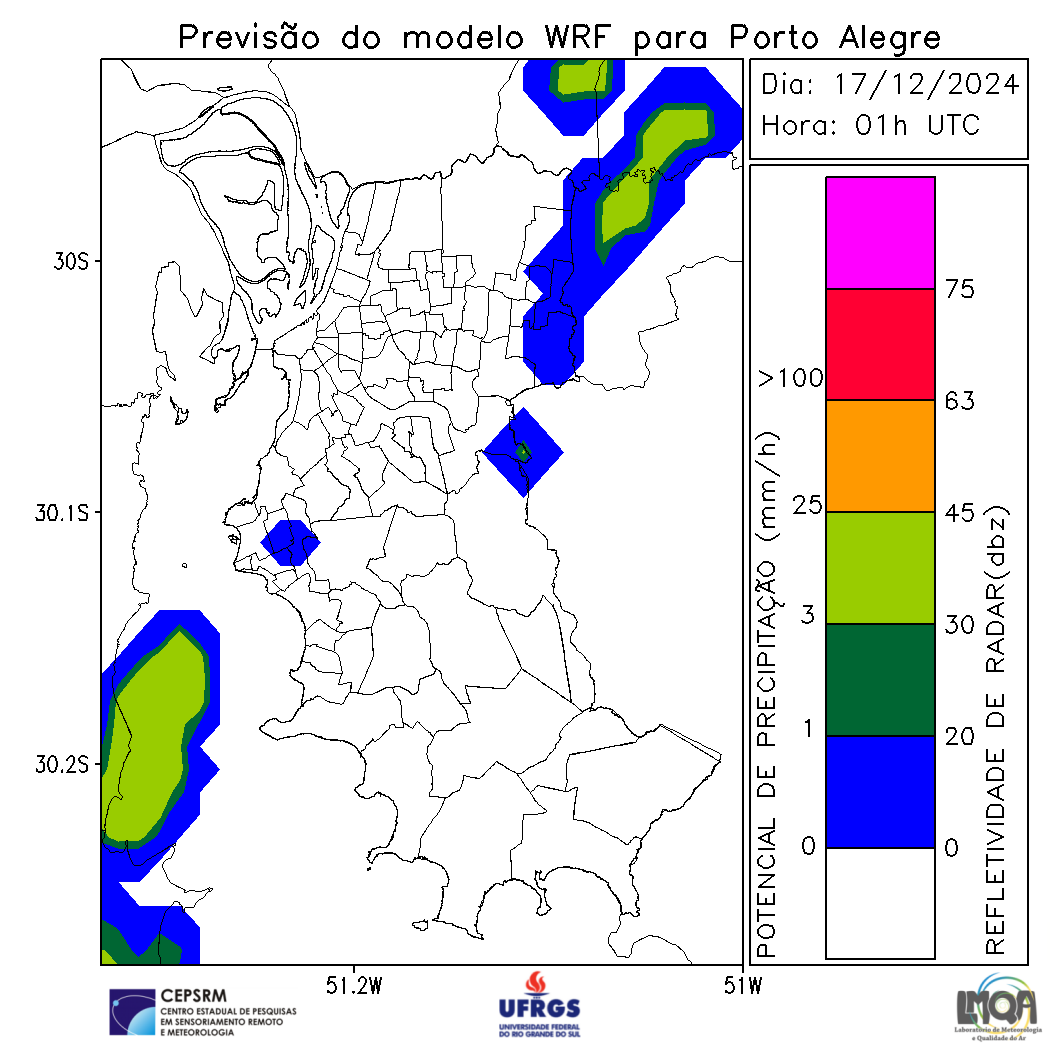 Previsão do modelo WRF para Porto Alegre
Dia: 17/12/2024
Hora: 01h UTC
30S
30.1S
30.2S
51.2W
51W
POTENCIAL DE PRECIPITAÇÃO (mm/h)
>100
25
3
1
0
75
63
45
30
20
0
REFLETIVIDADE DE RADAR(dbz)
CEPSRM
CENTRO ESTADUAL DE PESQUISAS
EM SENSORIAMENTO REMOTO
E METEOROLOGIA
UFRGS
UNIVERSIDADE FEDERAL
DO RIO GRANDE DO SUL
LMQA
Laboratório de Meteorologia
e Qualidade do Ar